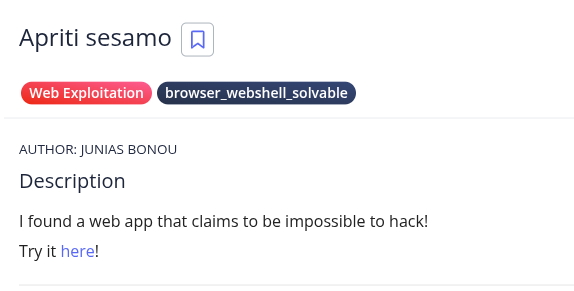 Apriti sesamo
Web Exploitation browser_webshell_solvable
AUTHOR: JUNIAS BONOU
Description
I found a web app that claims to be impossible to hack!
Try it here!